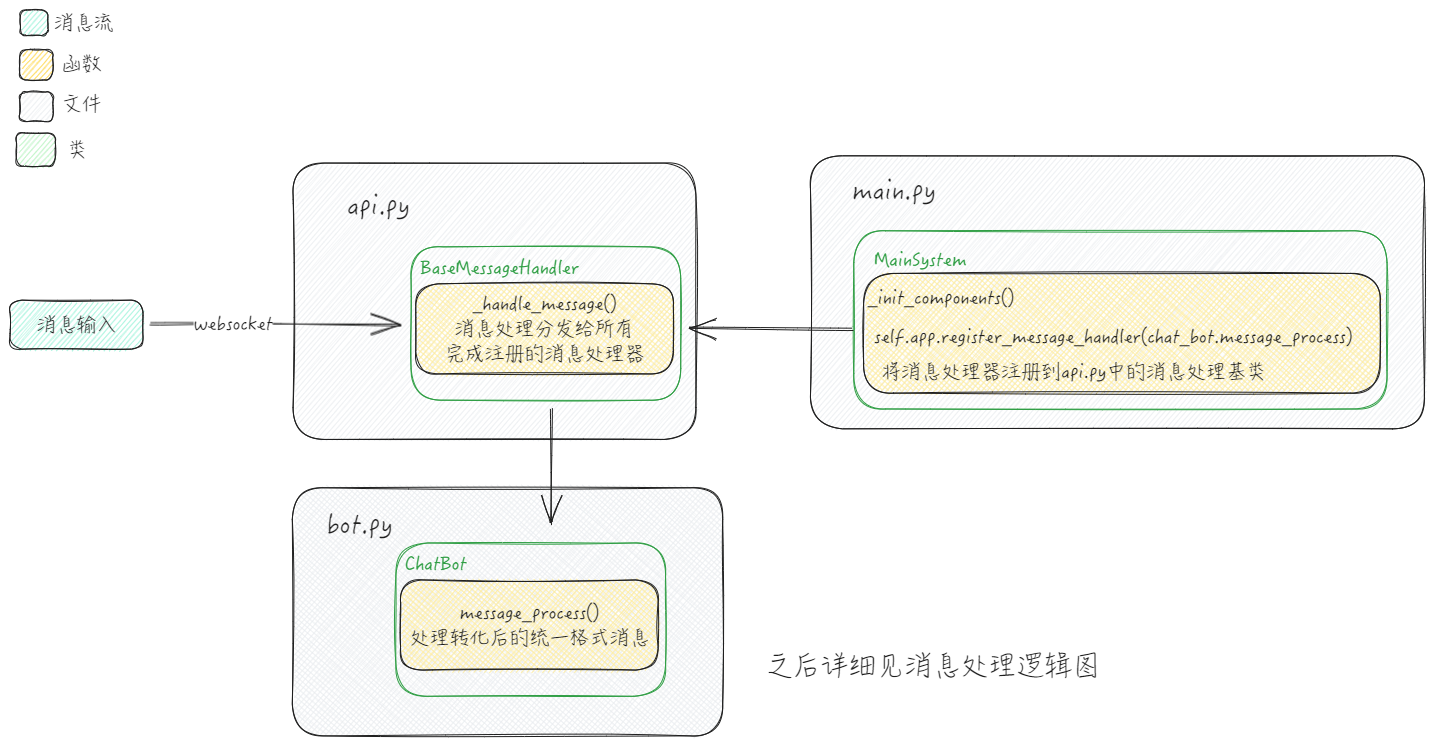 消息流
函数
文件
类
api.py
BaseMessageHandler
_handle_message()
消息处理分发给所有
完成注册的消息处理器
main.py
MainSystem
_init_components()
self.app.register_message_handler(chat_bot.message_process)
将消息处理器注册到api.py中的消息处理基类
消息输入
websocket
bot.py
ChatBot
message_process()
处理转化后的统一格式消息
之后详细见消息处理逻辑图